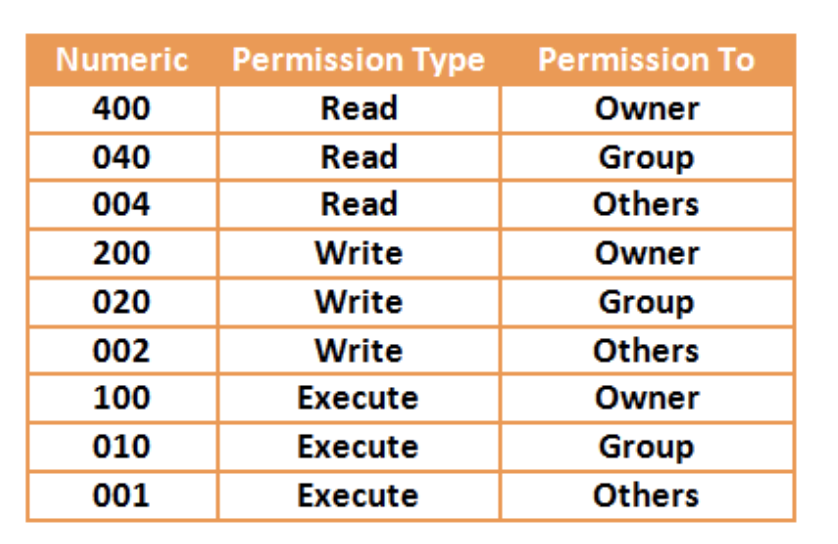 Numeric Permission Type Permission To
400 Read Owner
040 Read Group
004 Read Others
200 Write Owner
020 Write Group
002 Write Others
100 Execute Owner
010 Execute Group
001 Execute Others